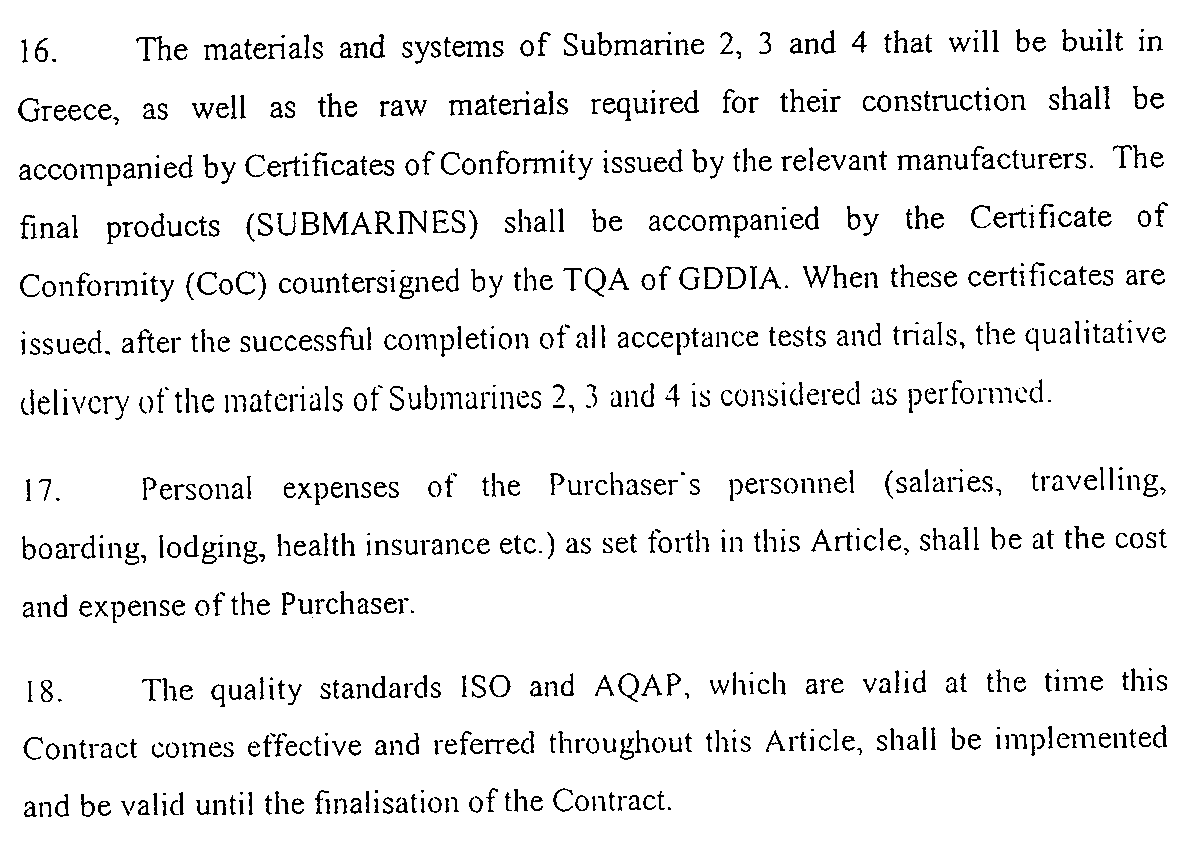 16. The materials and systems of Submarine 2, 3 and 4 that will be built in
Greece, as well as the raw materials required for their construction shall be
accompanied by Certificates of Conformity issued by the relevant manufacturers. The
final products (SUBMARINES) shall be accompanied by the Certificate of
Conformity (CoC) countersigned by the TQA of GDDIA. When these certificates are
issued, after the successful completion of all acceptance tests and trials, the qualitative
delivery of the materials of Submarines 2, 3 and 4 is considered as performed.
17. Personal expenses of the Purchaser's personnel (salaries, travelling,
boarding, lodging, health insurance etc.) as set forth in this Article, shall be at the cost
and expense of the Purchaser.
18. The quality standards ISO and AQAP, which are valid at the time this
Contract comes effective and referred throughout this Article, shall be implemented
and be valid until the finalisation of the Contract.